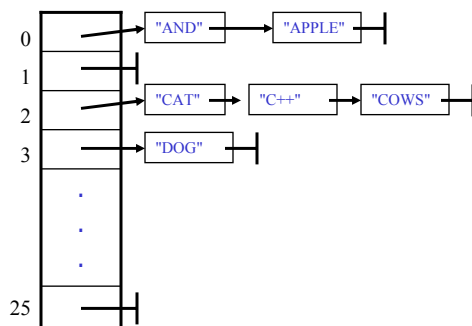 0 "AND" "APPLE"
1
2 "CAT" "C++" "COWS"
3 "DOG"
.
.
.
25